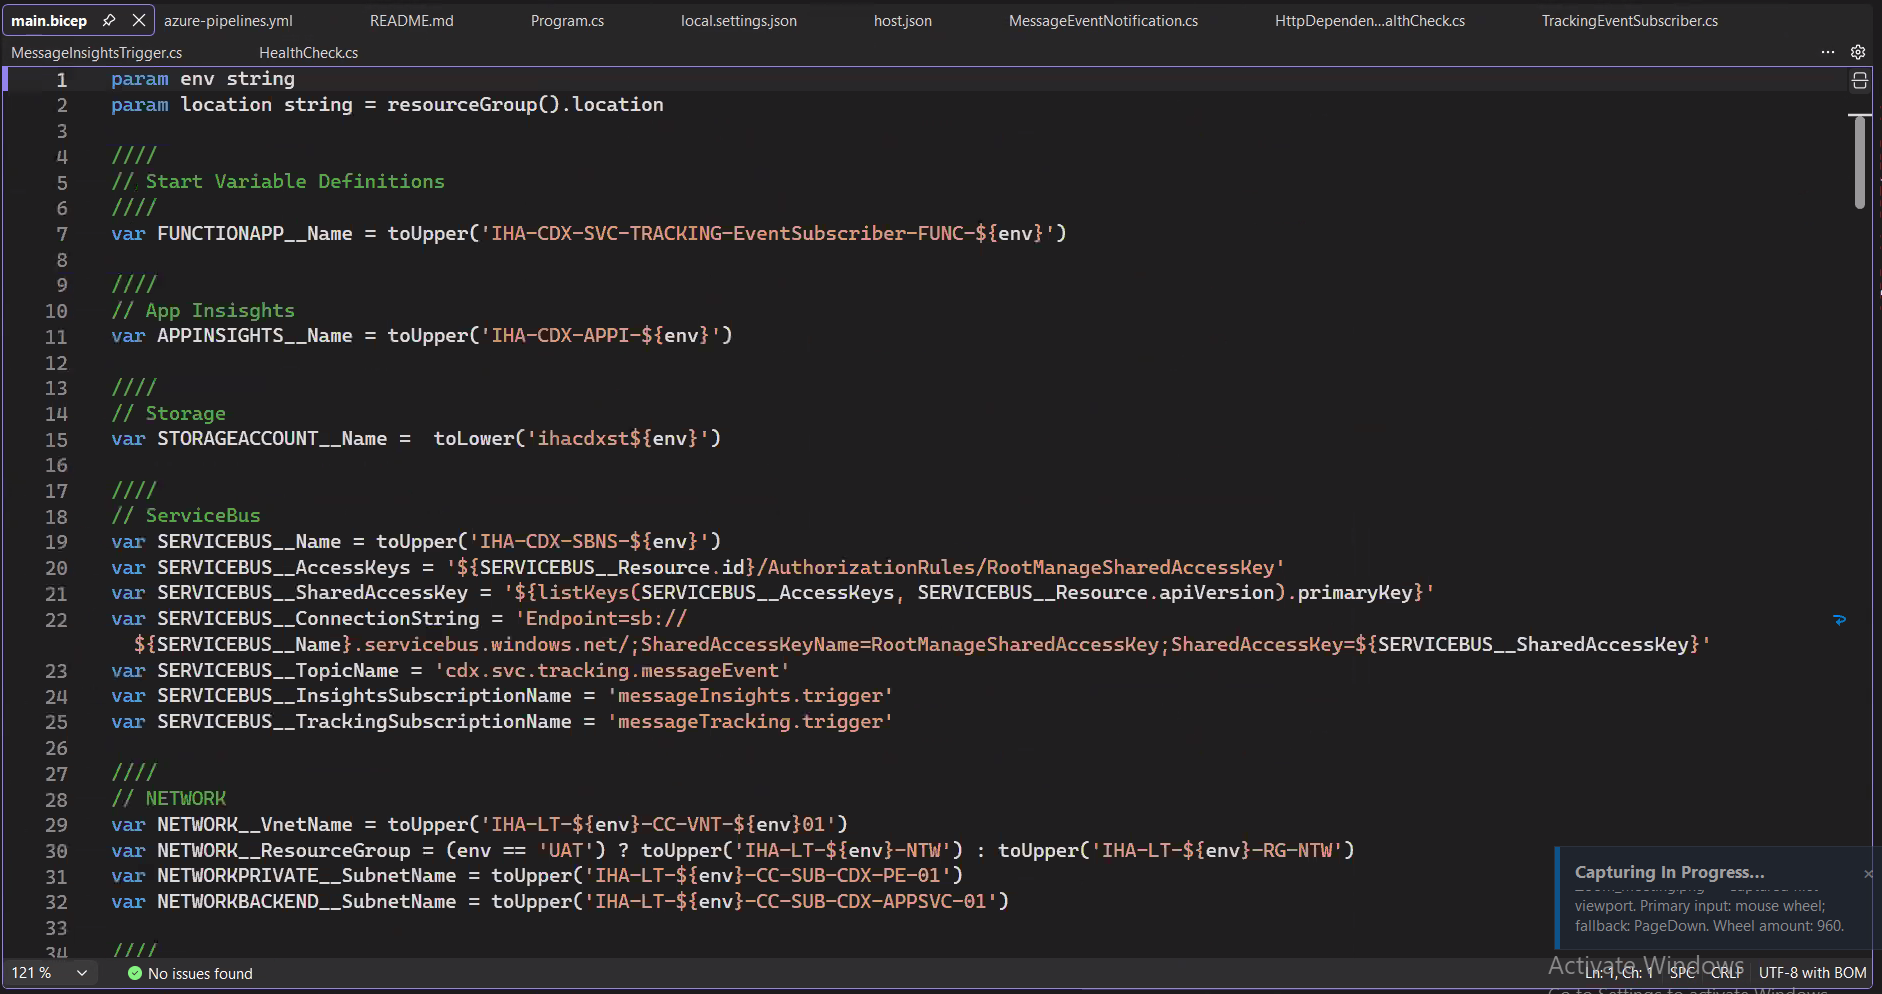 main.bicep
azure-pipelines.yml
README.md
Program.cs
local.settings.json
host.json
MessageEventNotification.cs
HttpDependen...althCheck.cs
TrackingEventSubscriber.cs
MessageInsightsTrigger.cs
HealthCheck.cs
1 param env string
2 param location string = resourceGroup().location
3
4 ////
5 // Start Variable Definitions
6 ////
7 var FUNCTIONAPP__Name = toUpper('IHA-CDX-SVC-TRACKING-EventSubscriber-FUNC-${env}')
8
9 ////
10 // App Insisghts
11 var APPINSIGHTS__Name = toUpper('IHA-CDX-APPI-${env}')
12
13 ////
14 // Storage
15 var STORAGEACCOUNT__Name =  toLower('ihacdxst${env}')
16
17 ////
18 // ServiceBus
19 var SERVICEBUS__Name = toUpper('IHA-CDX-SBNS-${env}')
20 var SERVICEBUS__AccessKeys = '${SERVICEBUS__Resource.id}/AuthorizationRules/RootManageSharedAccessKey'
21 var SERVICEBUS__SharedAccessKey = '${listKeys(SERVICEBUS__AccessKeys, SERVICEBUS__Resource.apiVersion).primaryKey}'
22 var SERVICEBUS__ConnectionString = 'Endpoint=sb://
${SERVICEBUS__Name}.servicebus.windows.net/;SharedAccessKeyName=RootManageSharedAccessKey;SharedAccessKey=${SERVICEBUS__SharedAccessKey}'
23 var SERVICEBUS__TopicName = 'cdx.svc.tracking.messageEvent'
24 var SERVICEBUS__InsightsSubscriptionName = 'messageInsights.trigger'
25 var SERVICEBUS__TrackingSubscriptionName = 'messageTracking.trigger'
26
27 ////
28 // NETWORK
29 var NETWORK__VnetName = toUpper('IHA-LT-${env}-CC-VNT-${env}01')
30 var NETWORK__ResourceGroup = (env == 'UAT') ? toUpper('IHA-LT-${env}-NTW') : toUpper('IHA-LT-${env}-RG-NTW')
31 var NETWORKPRIVATE__SubnetName = toUpper('IHA-LT-${env}-CC-SUB-CDX-PE-01')
32 var NETWORKBACKEND__SubnetName = toUpper('IHA-LT-${env}-CC-SUB-CDX-APPSVC-01')
33
34 ////
Capturing In Progress...
viewport. Primary input: mouse wheel;
fallback: PageDown. Wheel amount: 960.
Activate Windows
121 %
No issues found
Ln: 1, Ch: 1
SPC
CRLF
UTF-8 with BOM